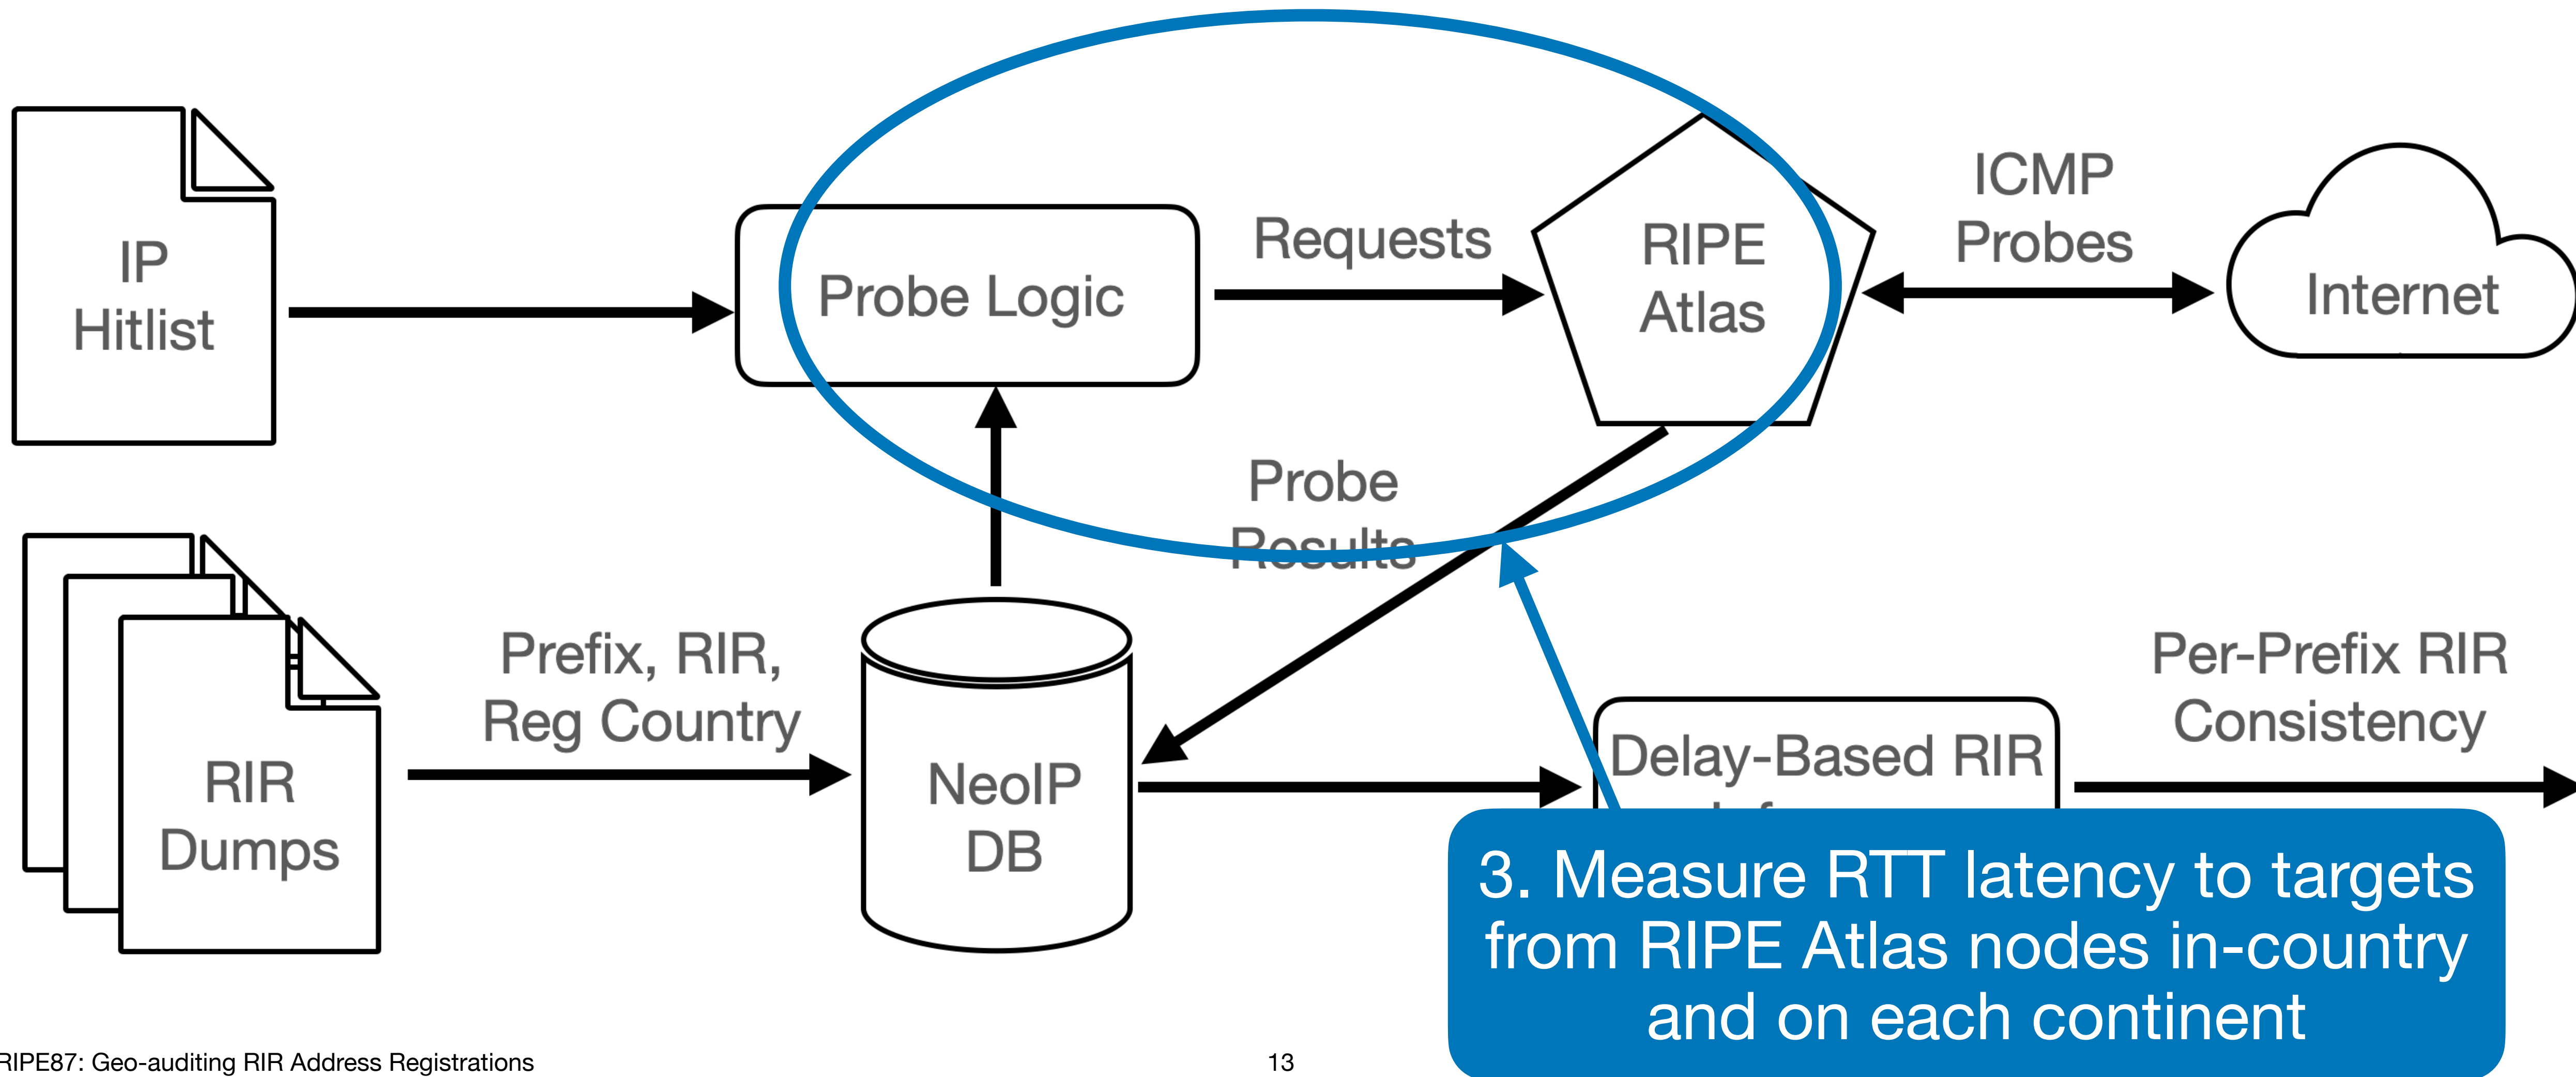 IP
Hitlist
Probe Logic
Requests
RIPE
Atlas
ICMP
Probes
Internet
Probe
Results
RIR
Dumps
Prefix, RIR,
Reg Country
NeoIP
DB
Delay-Based RIR
Per-Prefix RIR
Consistency
3. Measure RTT latency to targets
from RIPE Atlas nodes in-country
and on each continent
RIPE87: Geo-auditing RIR Address Registrations
13